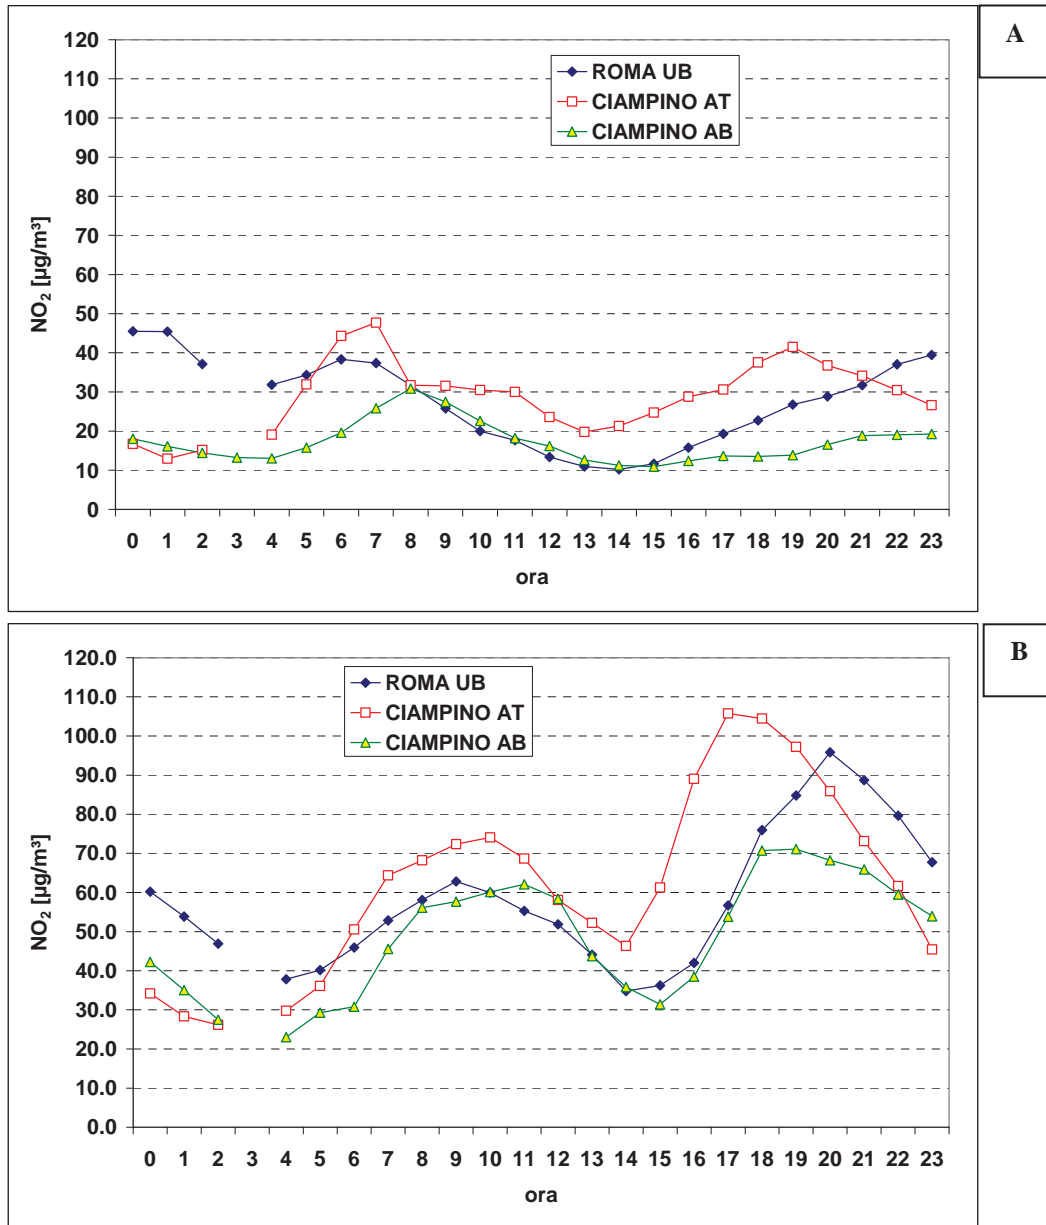 A
120
110
100
90
80
70
60
50
40
30
20
10
0
NO₂ [µg/m³]
ROMA UB
CIAMPINO AT
CIAMPINO AB
0 1 2 3 4 5 6 7 8 9 10 11 12 13 14 15 16 17 18 19 20 21 22 23
ora
B
120.0
110.0
100.0
90.0
80.0
70.0
60.0
50.0
40.0
30.0
20.0
10.0
0.0
NO₂ [µg/m³]
ROMA UB
CIAMPINO AT
CIAMPINO AB
0 1 2 3 4 5 6 7 8 9 10 11 12 13 14 15 16 17 18 19 20 21 22 23
ora